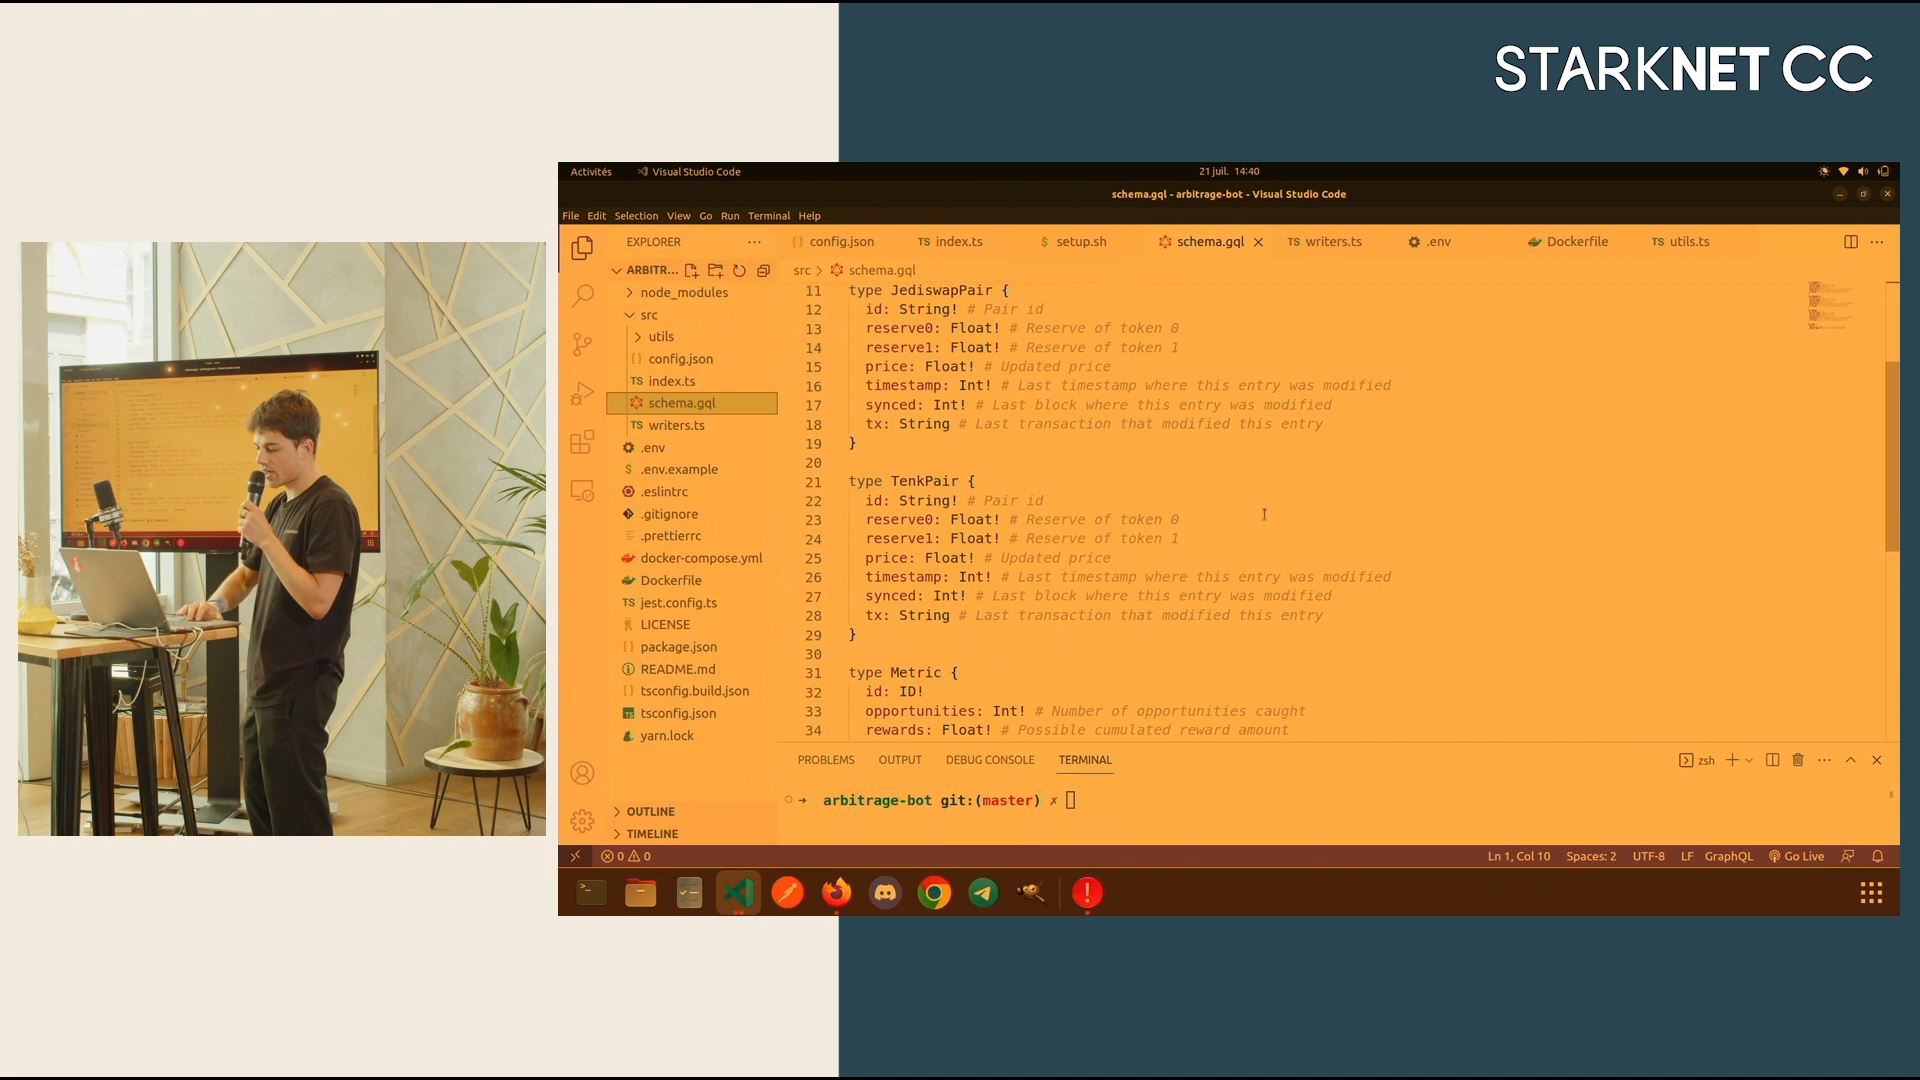 STARKNET CC
Activités
Visual Studio Code
21 juil. 14:40
schema.gql - arbitrage-bot - Visual Studio Code
File Edit Selection View Go Run Terminal Help
EXPLORER
config.json
index.ts
setup.sh
schema.gql
writers.ts
.env
Dockerfile
utils.ts
ARBITR...
src > schema.gql
node_modules
src
utils
config.json
index.ts
schema.gql
writers.ts
.env
.env.example
.eslintrc
.gitignore
.prettierrc
docker-compose.yml
Dockerfile
jest.config.ts
LICENSE
package.json
README.md
tsconfig.build.json
tsconfig.json
yarn.lock
OUTLINE
TIMELINE
11 type JediswapPair {
12 id: String! # Pair id
13 reserve0: Float! # Reserve of token 0
14 reserve1: Float! # Reserve of token 1
15 price: Float! # Updated price
16 timestamp: Int! # Last timestamp where this entry was modified
17 synced: Int! # Last block where this entry was modified
18 tx: String # Last transaction that modified this entry
19 }
20
21 type TenkPair {
22 id: String! # Pair id
23 reserve0: Float! # Reserve of token 0
24 reserve1: Float! # Reserve of token 1
25 price: Float! # Updated price
26 timestamp: Int! # Last timestamp where this entry was modified
27 synced: Int! # Last block where this entry was modified
28 tx: String # Last transaction that modified this entry
29 }
30
31 type Metric {
32 id: ID!
33 opportunities: Int! # Number of opportunities caught
34 rewards: Float! # Possible cumulated reward amount
PROBLEMS OUTPUT DEBUG CONSOLE TERMINAL
zsh
→ arbitrage-bot git:(master) ✗
0 0
Ln 1, Col 10 Spaces: 2 UTF-8 LF GraphQL Go Live